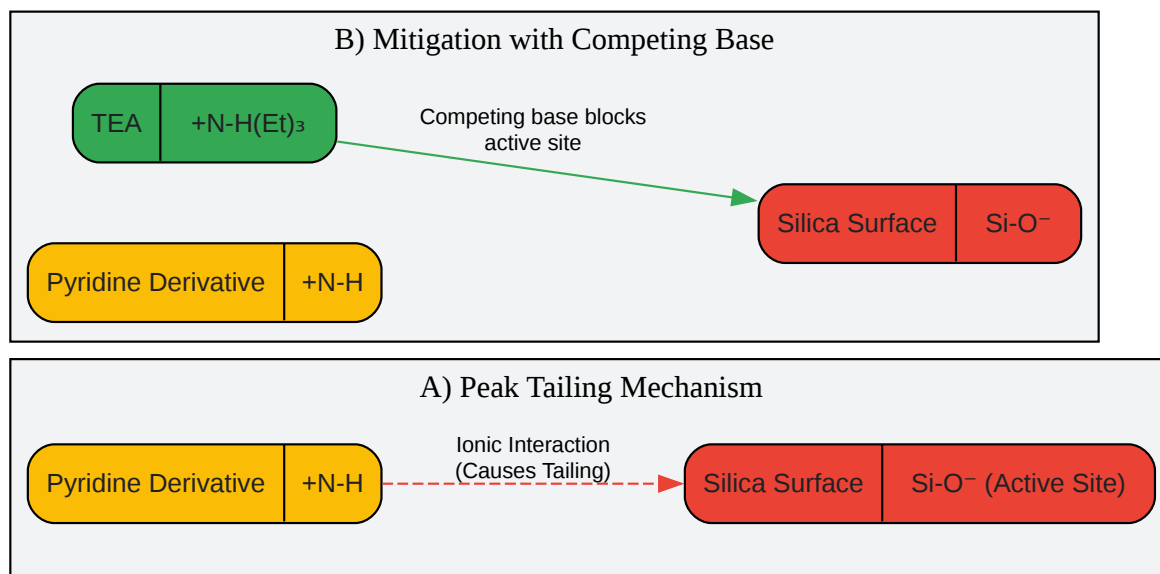 B) Mitigation with Competing Base
TEA
+N-H(Et)₃
Competing base blocks
active site
Silica Surface
Si-O⁻
Pyridine Derivative
+N-H
A) Peak Tailing Mechanism
Pyridine Derivative
+N-H
Ionic Interaction
(Causes Tailing)
Silica Surface
Si-O⁻ (Active Site)